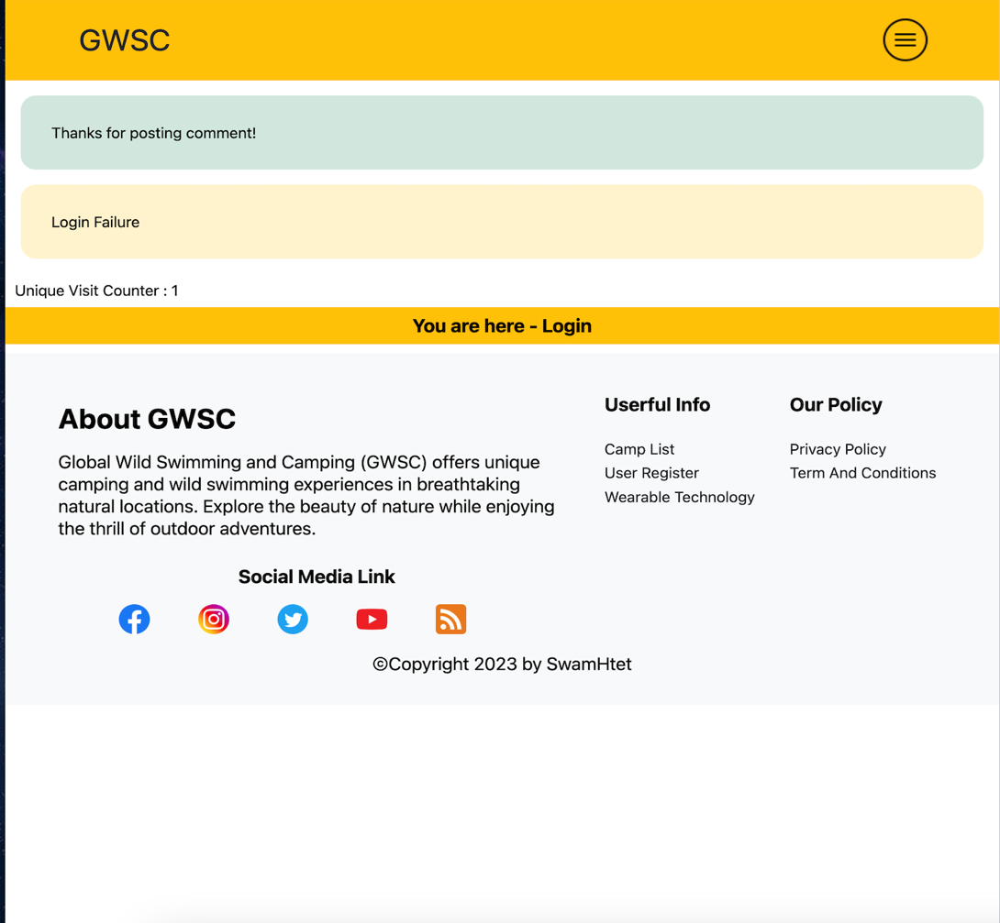 GWSC
Thanks for posting comment!
Login Failure
Unique Visit Counter : 1
You are here - Login
About GWSC
Global Wild Swimming and Camping (GWSC) offers unique
camping and wild swimming experiences in breathtaking
natural locations. Explore the beauty of nature while enjoying
the thrill of outdoor adventures.
Social Media Link
Userful Info
Camp List
User Register
Wearable Technology
Our Policy
Privacy Policy
Term And Conditions
©Copyright 2023 by SwamHtet